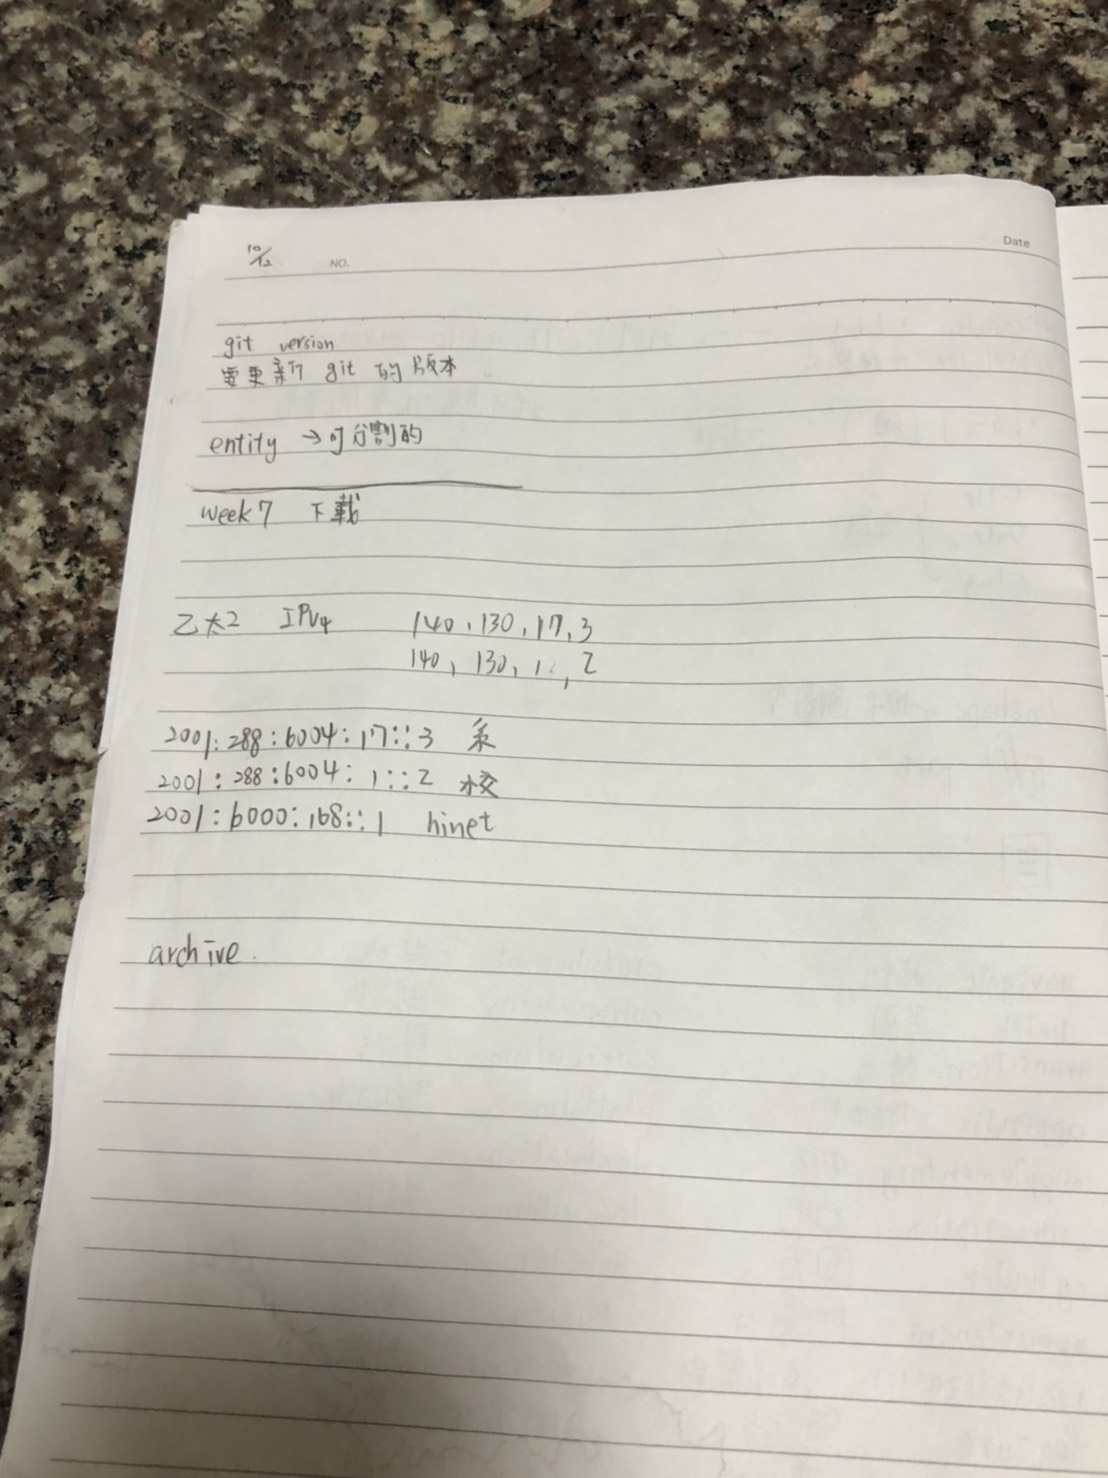 10/12 NO. Date
git version
要更新 git 的版本
entity → 可分割的
week7 下載
乙太2 IPV4 140.130.17.3
140.130.1.2
2001:288:6004:17::3 系
2001:288:6004:1::2 校
2001:6000:168::1 hinet
archive.